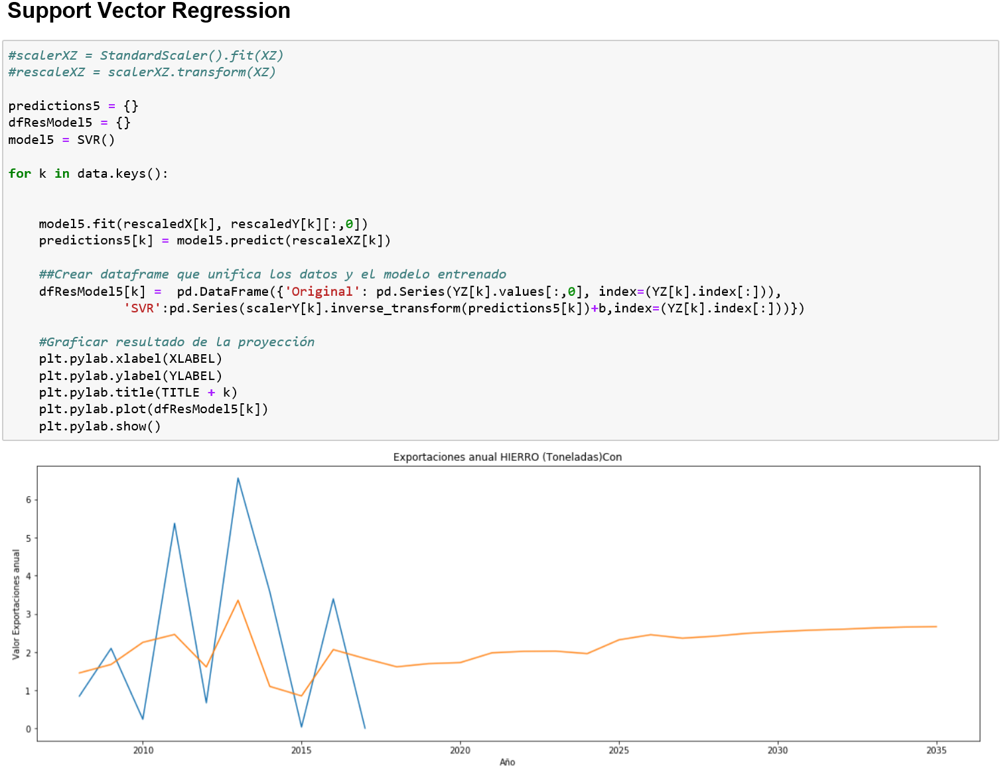 Support Vector Regression
#scalerXZ = StandardScaler().fit(XZ)
#rescaleXZ = scalerXZ.transform(XZ)
predictions5 = {}
dfResModel5 = {}
model5 = SVR()
for k in data.keys():
model5.fit(rescaledX[k], rescaledY[k][:,0])
predictions5[k] = model5.predict(rescaleXZ[k])
##Crear dataframe que unifica los datos y el modelo entrenado
dfResModel5[k] =  pd.DataFrame({'Original': pd.Series(YZ[k].values[:,0], index=(YZ[k].index[:])),
'SVR':pd.Series(scalerY[k].inverse_transform(predictions5[k])+b,index=(YZ[k].index[:]))})
#Graficar resultado de la proyección
plt.pylab.xlabel(XLABEL)
plt.pylab.ylabel(YLABEL)
plt.pylab.title(TITLE + k)
plt.pylab.plot(dfResModel5[k])
plt.pylab.show()
Exportaciones anual HIERRO (Toneladas)Con
Valor Exportaciones anual
6
5
4
3
2
1
0
2010 2015 2020 2025 2030 2035
Año